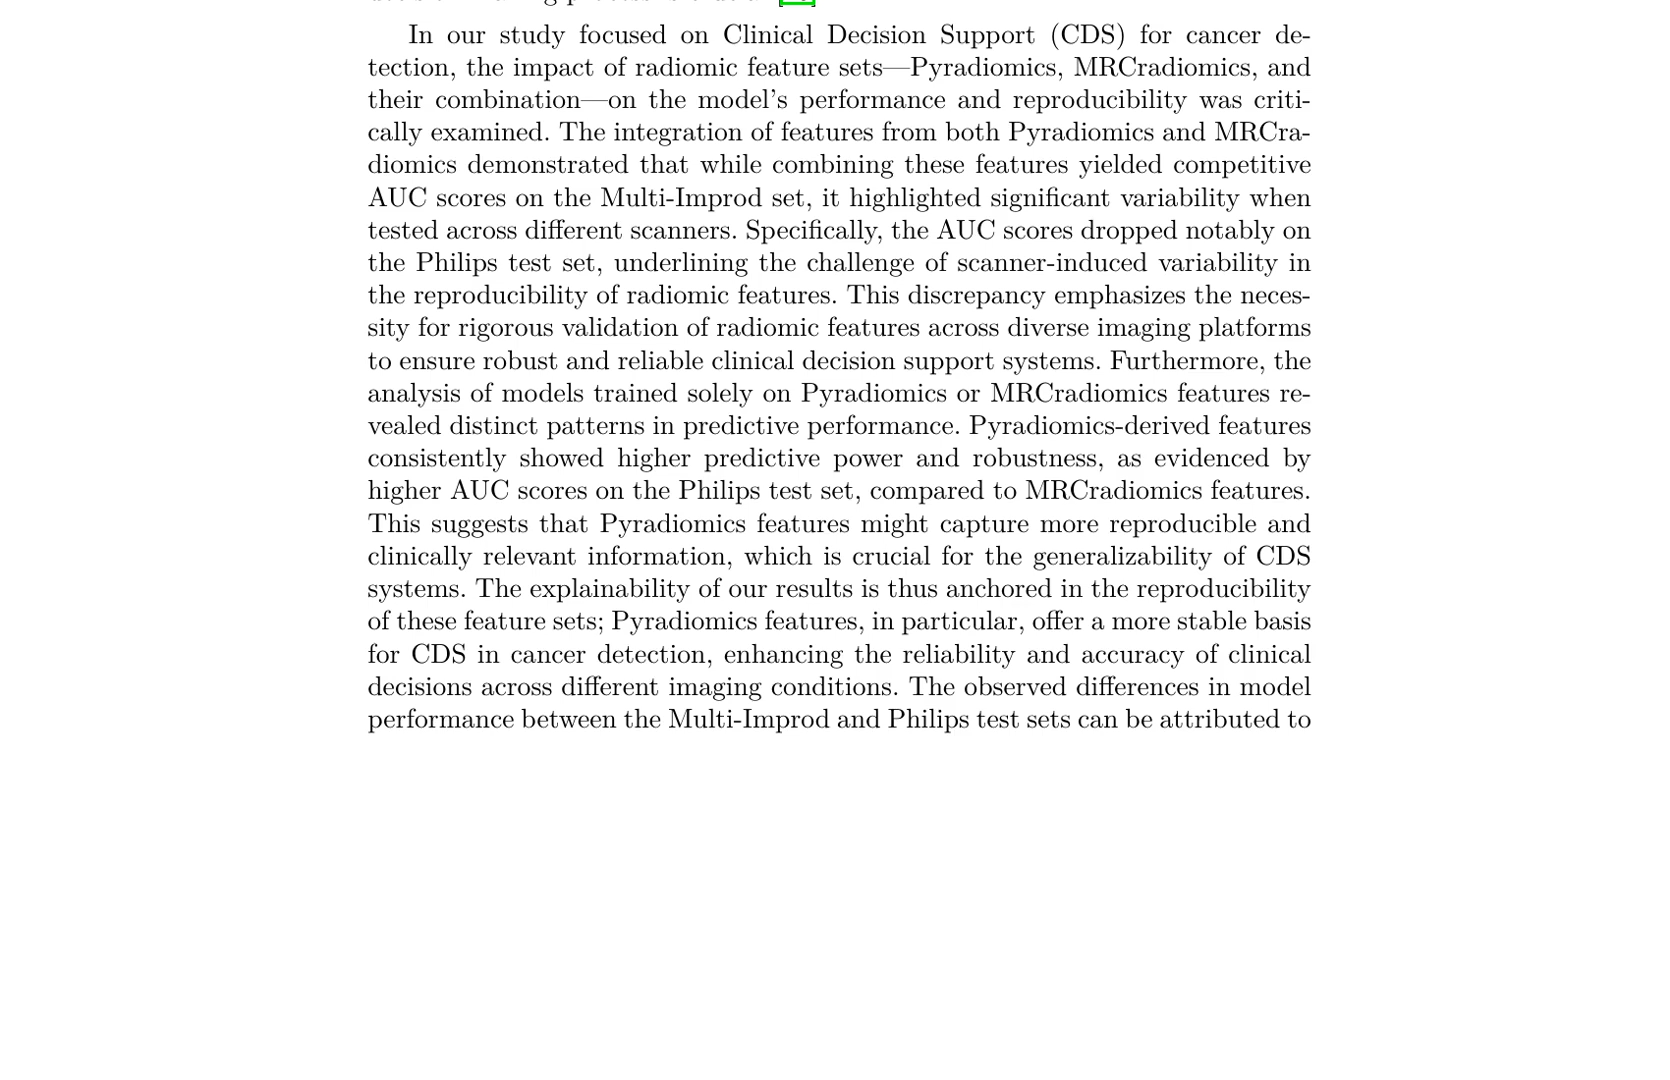 In our study focused on Clinical Decision Support (CDS) for cancer de-
tection, the impact of radiomic feature sets—Pyradiomics, MRCradiomics, and
their combination—on the model's performance and reproducibility was criti-
cally examined. The integration of features from both Pyradiomics and MRCra-
diomics demonstrated that while combining these features yielded competitive
AUC scores on the Multi-Improd set, it highlighted significant variability when
tested across different scanners. Specifically, the AUC scores dropped notably on
the Philips test set, underlining the challenge of scanner-induced variability in
the reproducibility of radiomic features. This discrepancy emphasizes the neces-
sity for rigorous validation of radiomic features across diverse imaging platforms
to ensure robust and reliable clinical decision support systems. Furthermore, the
analysis of models trained solely on Pyradiomics or MRCradiomics features re-
vealed distinct patterns in predictive performance. Pyradiomics-derived features
consistently showed higher predictive power and robustness, as evidenced by
higher AUC scores on the Philips test set, compared to MRCradiomics features.
This suggests that Pyradiomics features might capture more reproducible and
clinically relevant information, which is crucial for the generalizability of CDS
systems. The explainability of our results is thus anchored in the reproducibility
of these feature sets; Pyradiomics features, in particular, offer a more stable basis
for CDS in cancer detection, enhancing the reliability and accuracy of clinical
decisions across different imaging conditions. The observed differences in model
performance between the Multi-Improd and Philips test sets can be attributed to